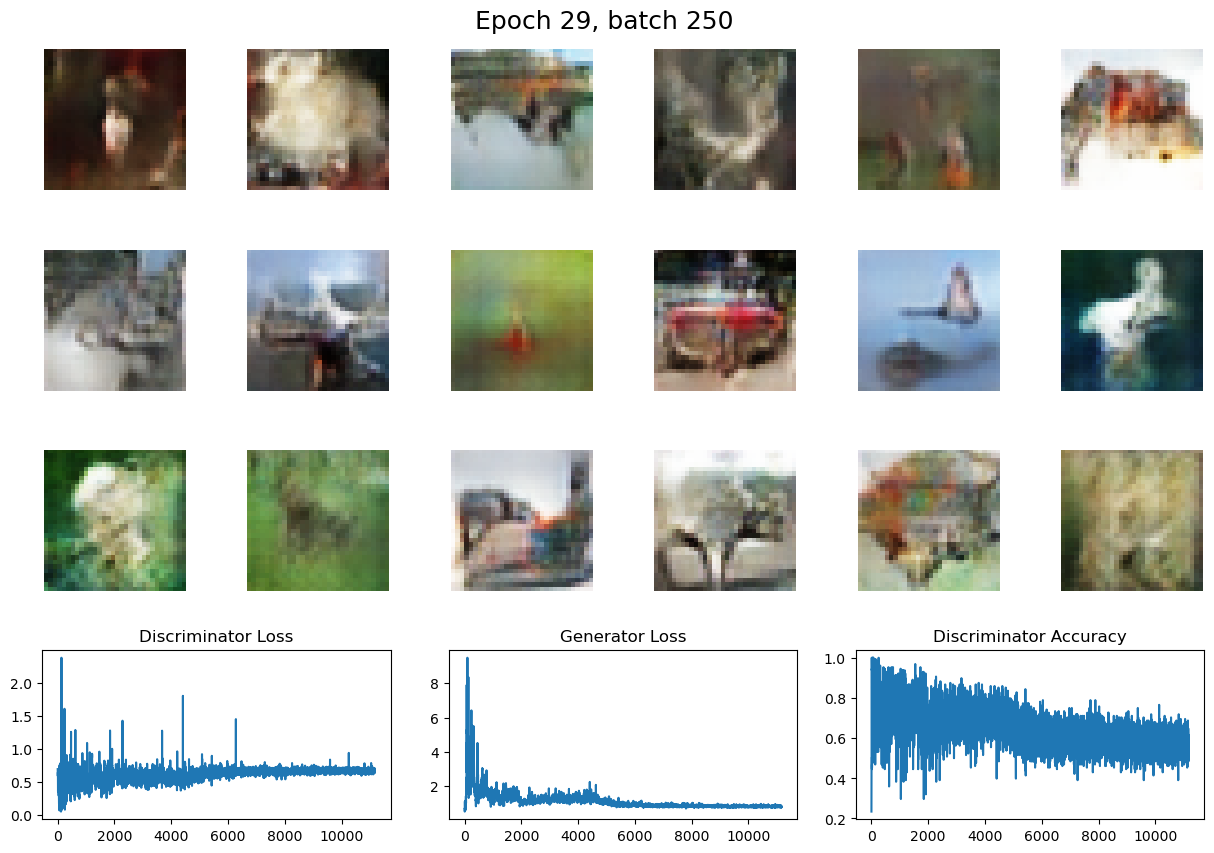 Epoch 29, batch 250
Discriminator Loss
Generator Loss
Discriminator Accuracy
2.0
1.5
1.0
0.5
0.0
0 2000 4000 6000 8000 10000
8
6
4
2
0 2000 4000 6000 8000 10000
1.0
0.8
0.6
0.4
0.2
0 2000 4000 6000 8000 10000